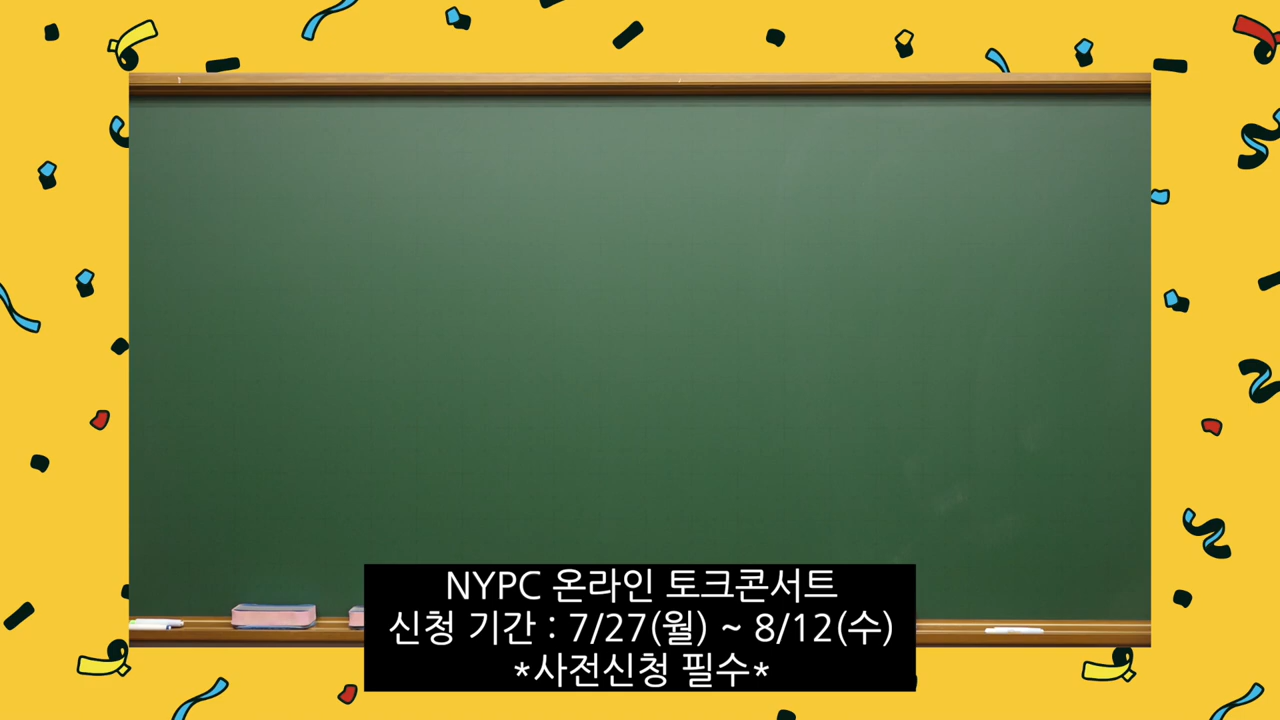 NYPC 온라인 토크콘서트
신청 기간 : 7/27(월) ~ 8/12(수)
*사전신청 필수*